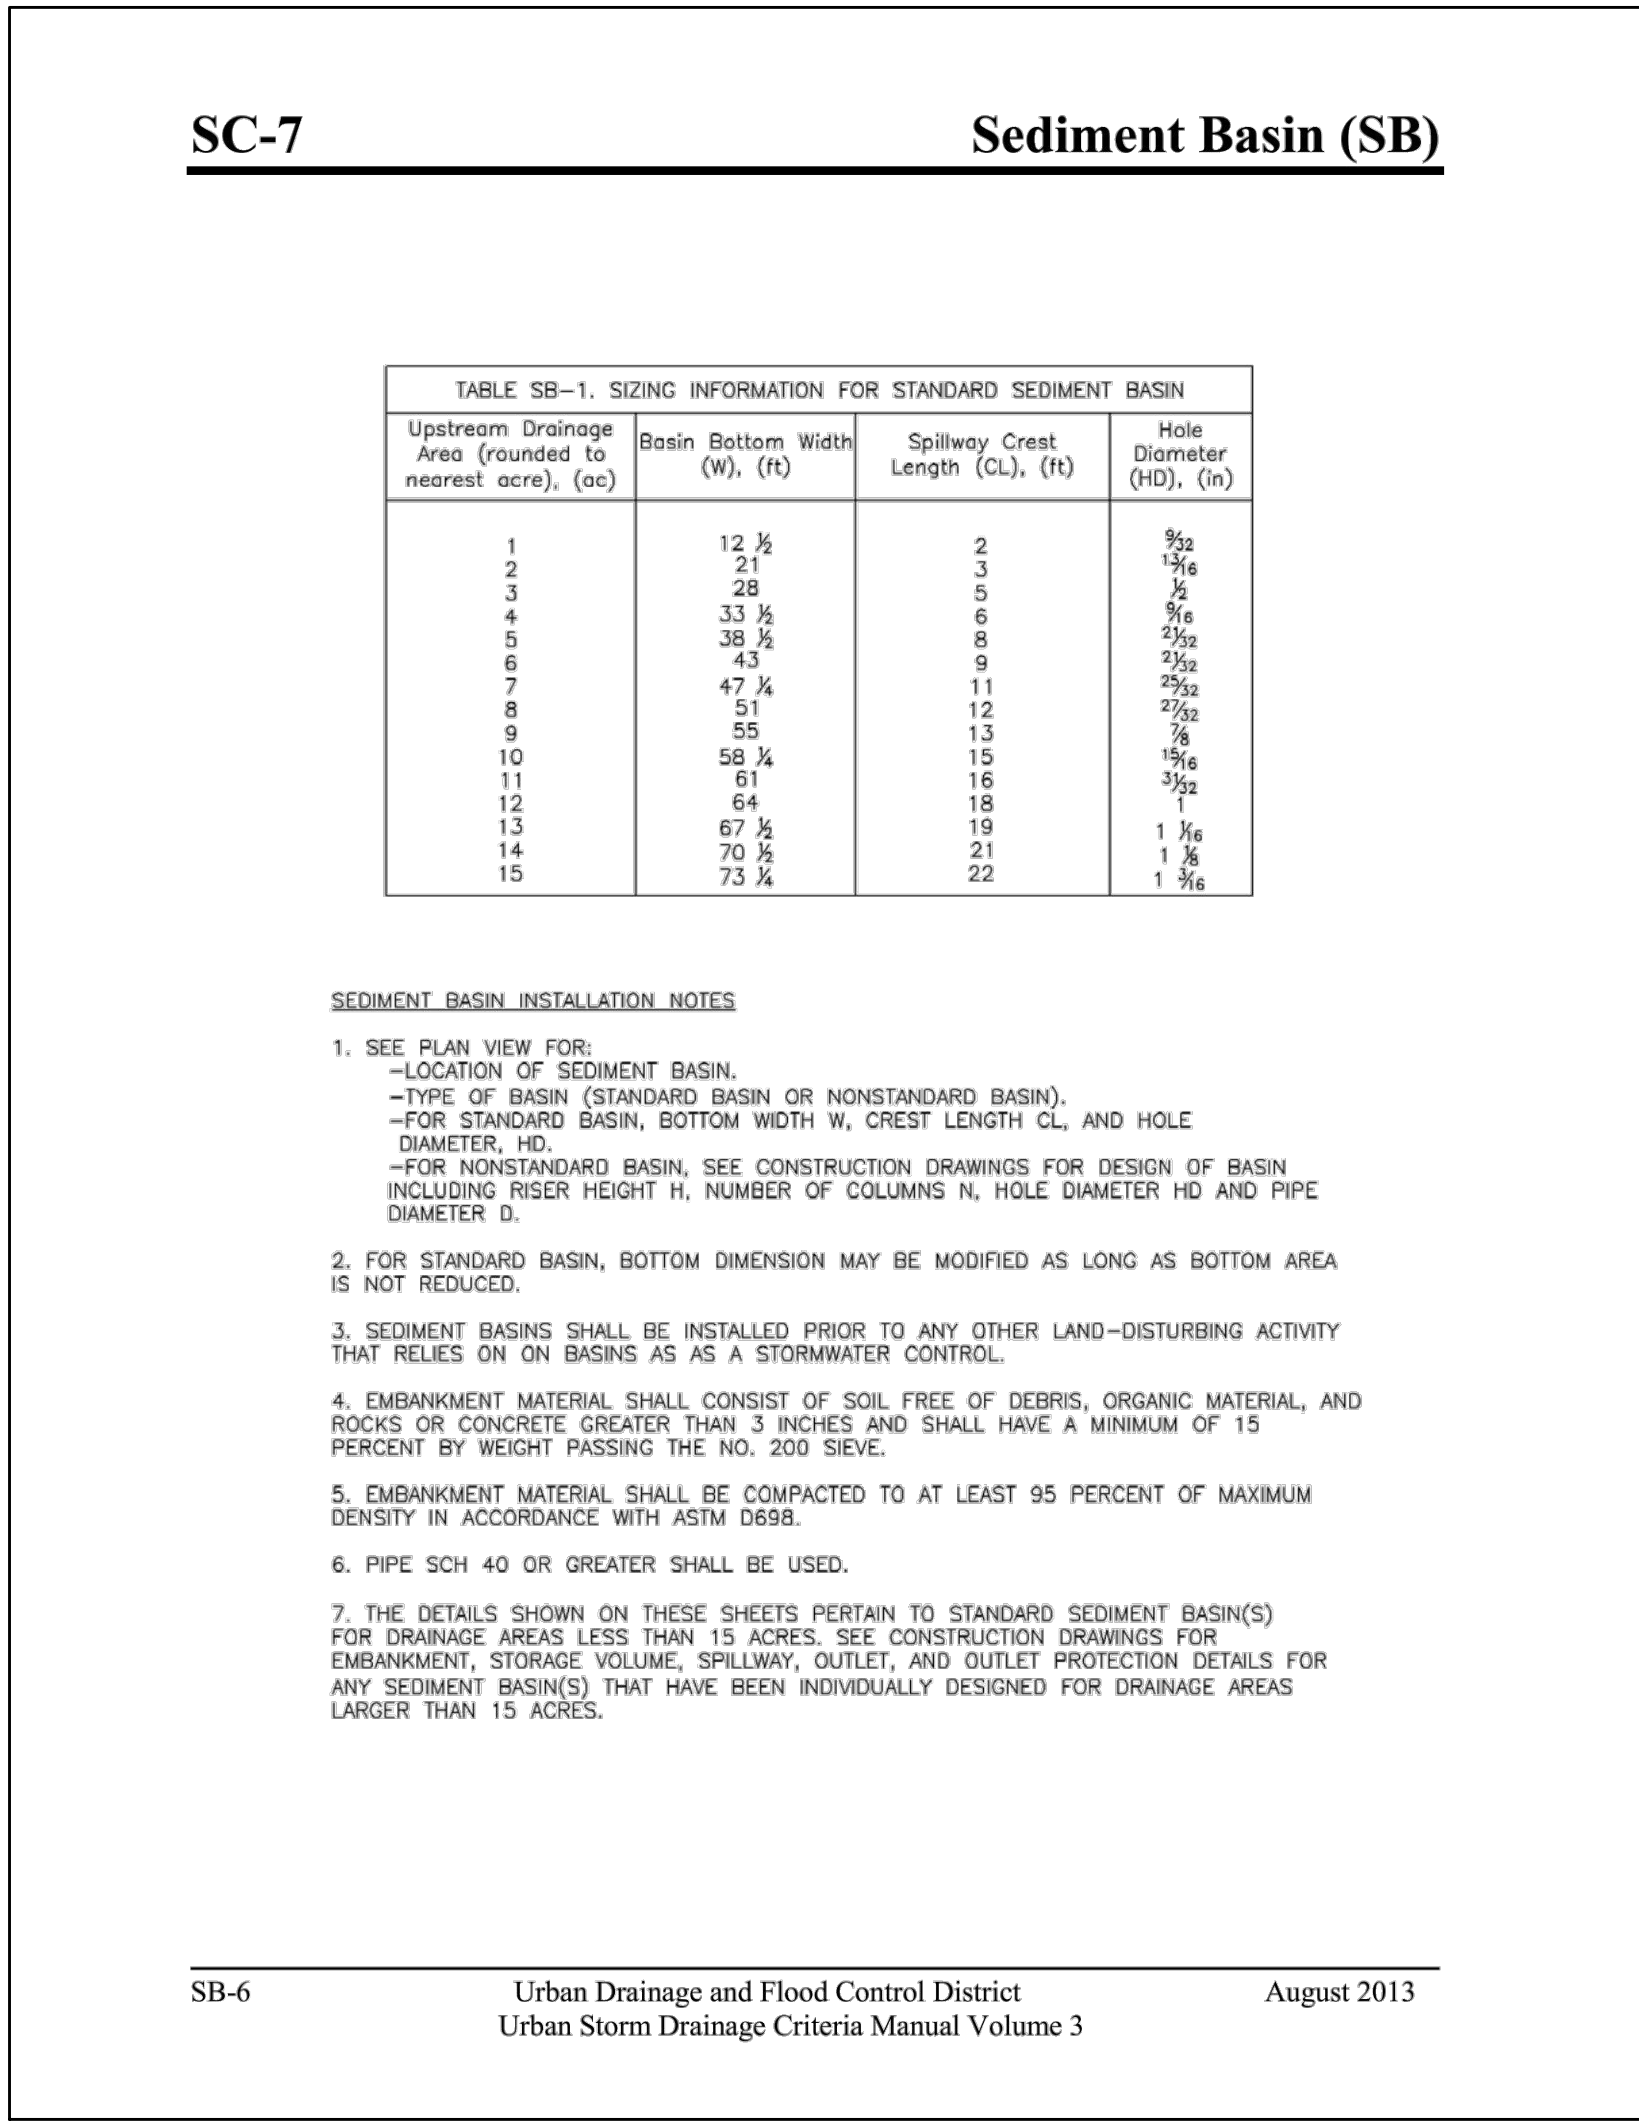 SC-7 Sediment Basin (SB)
TABLE SB-1. SIZING INFORMATION FOR STANDARD SEDIMENT BASIN
Upstream Drainage Area (rounded to nearest acre), (ac) Basin Bottom Width (W), (ft) Spillway Crest Length (CL), (ft) Hole Diameter (HD), (in)
1 12 ½ 2 9/32
2 21 3 13/16
3 28 5 ½
4 33 ½ 6 9/16
5 38 ½ 8 21/32
6 43 9 21/32
7 47 ¼ 11 25/32
8 51 12 27/32
9 55 13 7/8
10 58 ¼ 15 15/16
11 61 16 31/32
12 64 18 1
13 67 ½ 19 1 1/16
14 70 ½ 21 1 1/8
15 73 ¼ 22 1 3/16
SEDIMENT BASIN INSTALLATION NOTES
1. SEE PLAN VIEW FOR:
-LOCATION OF SEDIMENT BASIN.
-TYPE OF BASIN (STANDARD BASIN OR NONSTANDARD BASIN).
-FOR STANDARD BASIN, BOTTOM WIDTH W, CREST LENGTH CL, AND HOLE
DIAMETER, HD.
-FOR NONSTANDARD BASIN, SEE CONSTRUCTION DRAWINGS FOR DESIGN OF BASIN
INCLUDING RISER HEIGHT H, NUMBER OF COLUMNS N, HOLE DIAMETER HD AND PIPE
DIAMETER D.
2. FOR STANDARD BASIN, BOTTOM DIMENSION MAY BE MODIFIED AS LONG AS BOTTOM AREA
IS NOT REDUCED.
3. SEDIMENT BASINS SHALL BE INSTALLED PRIOR TO ANY OTHER LAND-DISTURBING ACTIVITY
THAT RELIES ON ON BASINS AS AS A STORMWATER CONTROL.
4. EMBANKMENT MATERIAL SHALL CONSIST OF SOIL FREE OF DEBRIS, ORGANIC MATERIAL, AND
ROCKS OR CONCRETE GREATER THAN 3 INCHES AND SHALL HAVE A MINIMUM OF 15
PERCENT BY WEIGHT PASSING THE NO. 200 SIEVE.
5. EMBANKMENT MATERIAL SHALL BE COMPACTED TO AT LEAST 95 PERCENT OF MAXIMUM
DENSITY IN ACCORDANCE WITH ASTM D698.
6. PIPE SCH 40 OR GREATER SHALL BE USED.
7. THE DETAILS SHOWN ON THESE SHEETS PERTAIN TO STANDARD SEDIMENT BASIN(S)
FOR DRAINAGE AREAS LESS THAN 15 ACRES. SEE CONSTRUCTION DRAWINGS FOR
EMBANKMENT, STORAGE VOLUME, SPILLWAY, OUTLET, AND OUTLET PROTECTION DETAILS FOR
ANY SEDIMENT BASIN(S) THAT HAVE BEEN INDIVIDUALLY DESIGNED FOR DRAINAGE AREAS
LARGER THAN 15 ACRES.
SB-6 Urban Drainage and Flood Control District August 2013
Urban Storm Drainage Criteria Manual Volume 3